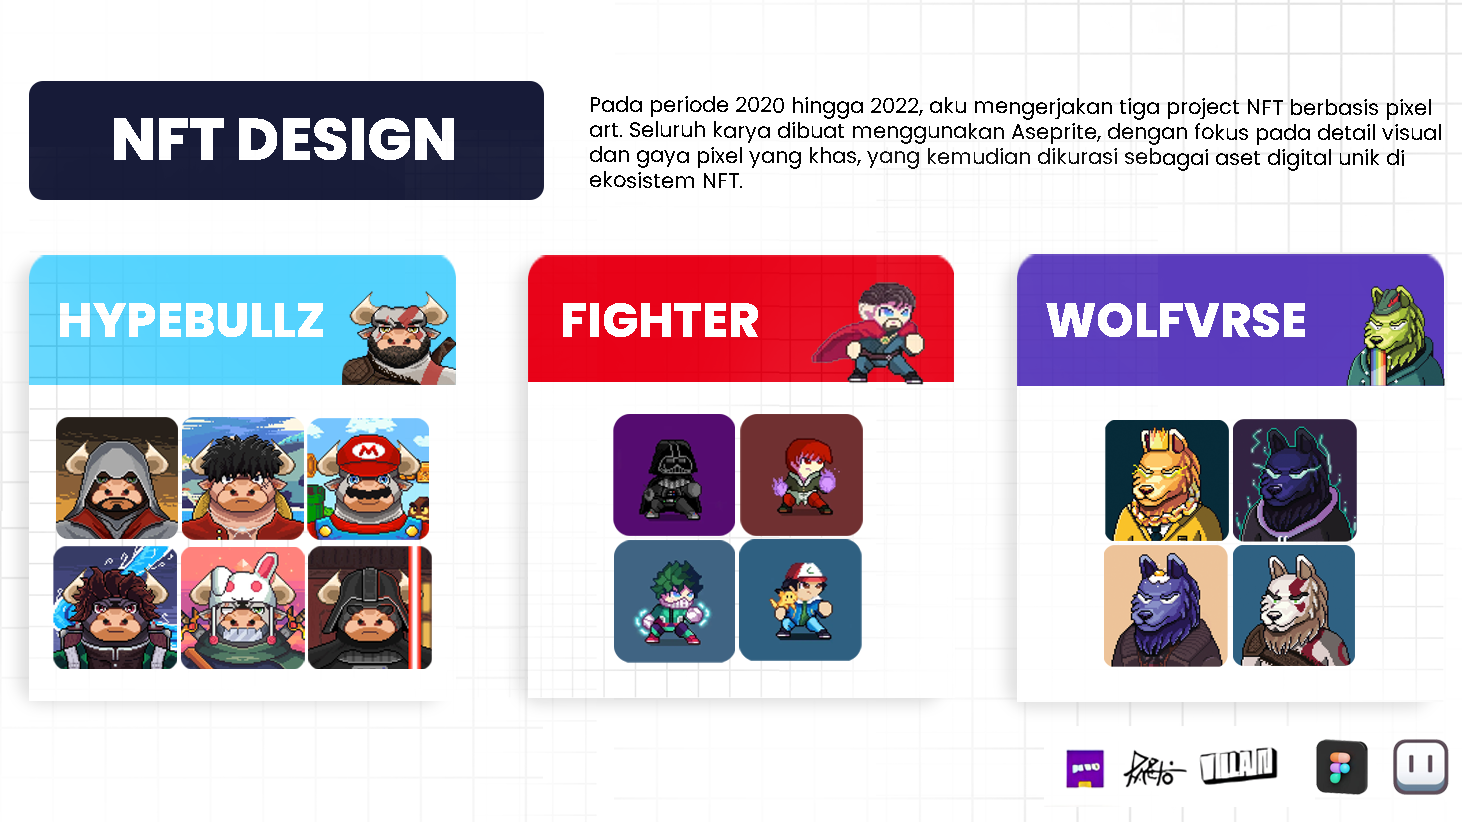 NFT DESIGN
Pada periode 2020 hingga 2022, aku mengerjakan tiga project NFT berbasis pixel
art. Seluruh karya dibuat menggunakan Aseprite, dengan fokus pada detail visual
dan gaya pixel yang khas, yang kemudian dikurasi sebagai aset digital unik di
ekosistem NFT.
HYPEBULLZ
FIGHTER
WOLFVRSE
M
VILLAIN